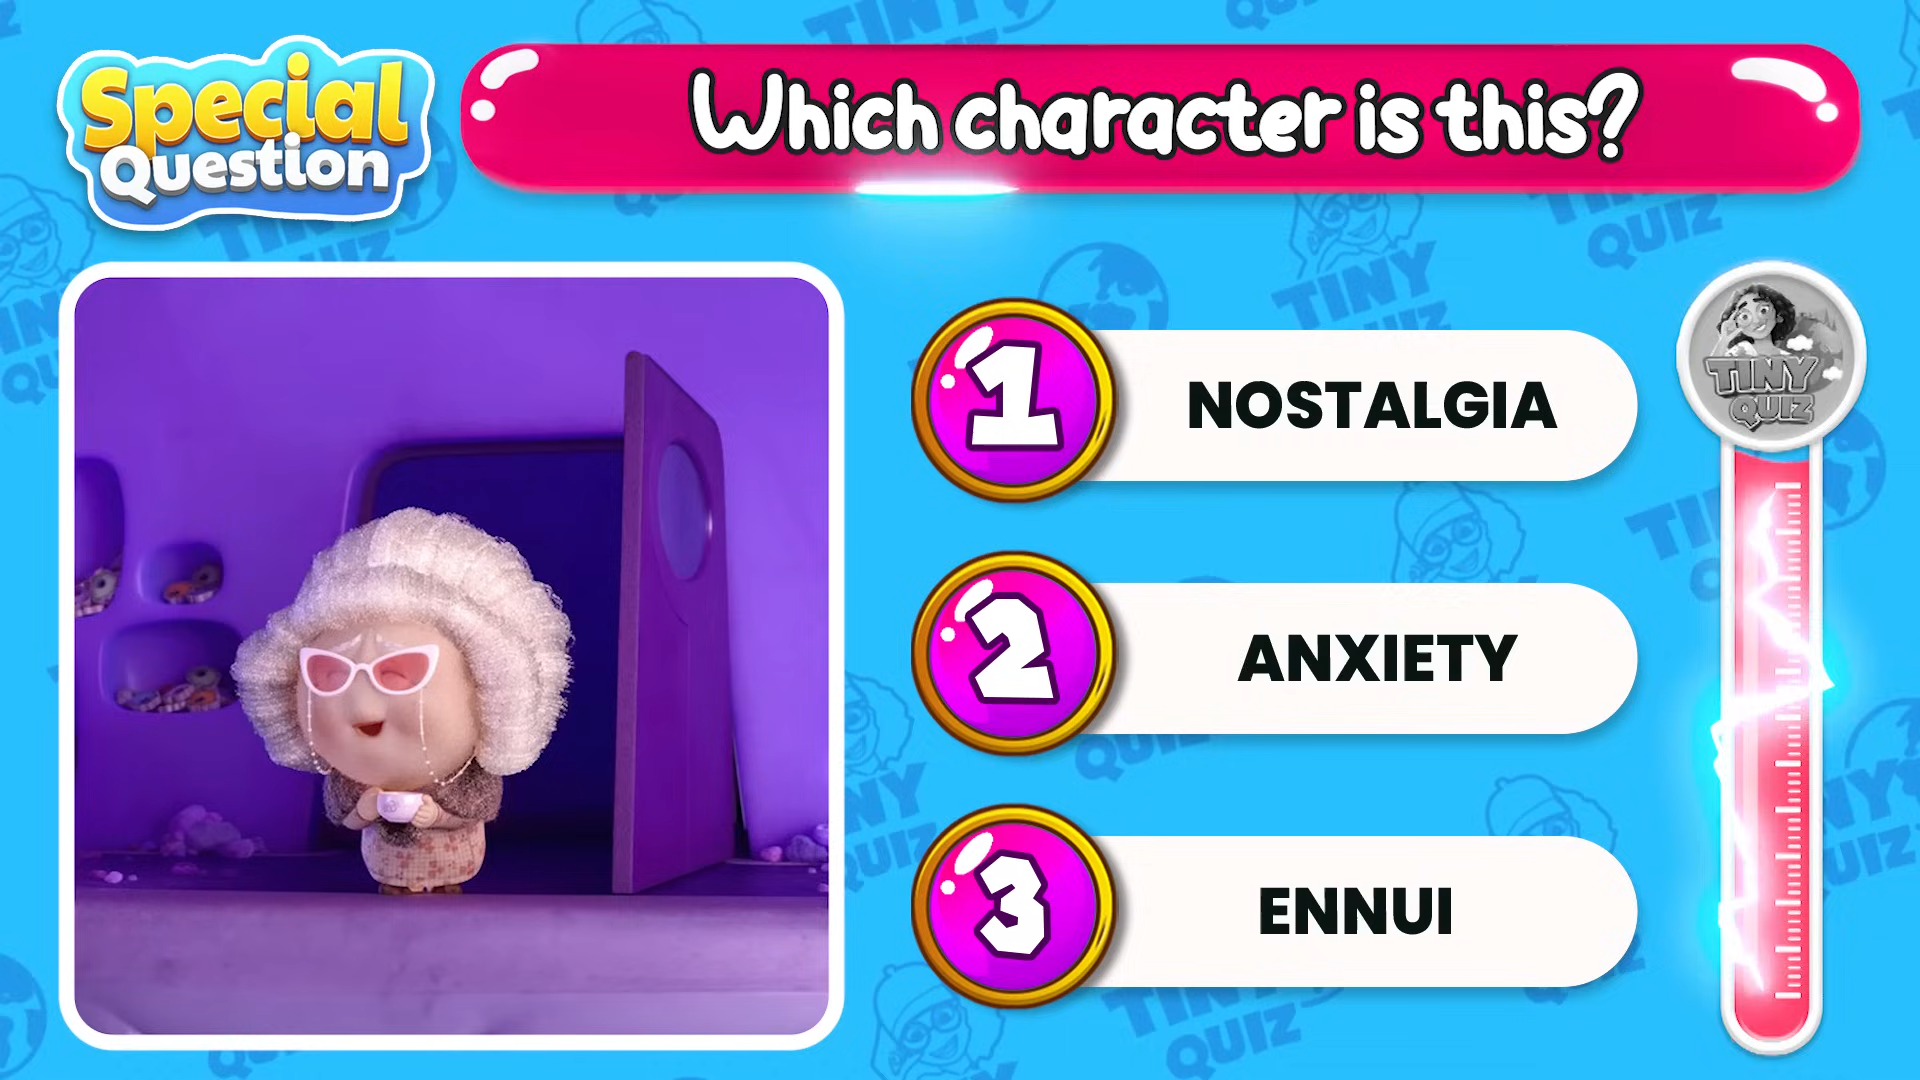 Special
Question
Which character is this?
1
NOSTALGIA
2
ANXIETY
3
ENNUI
TINY
QUIZ